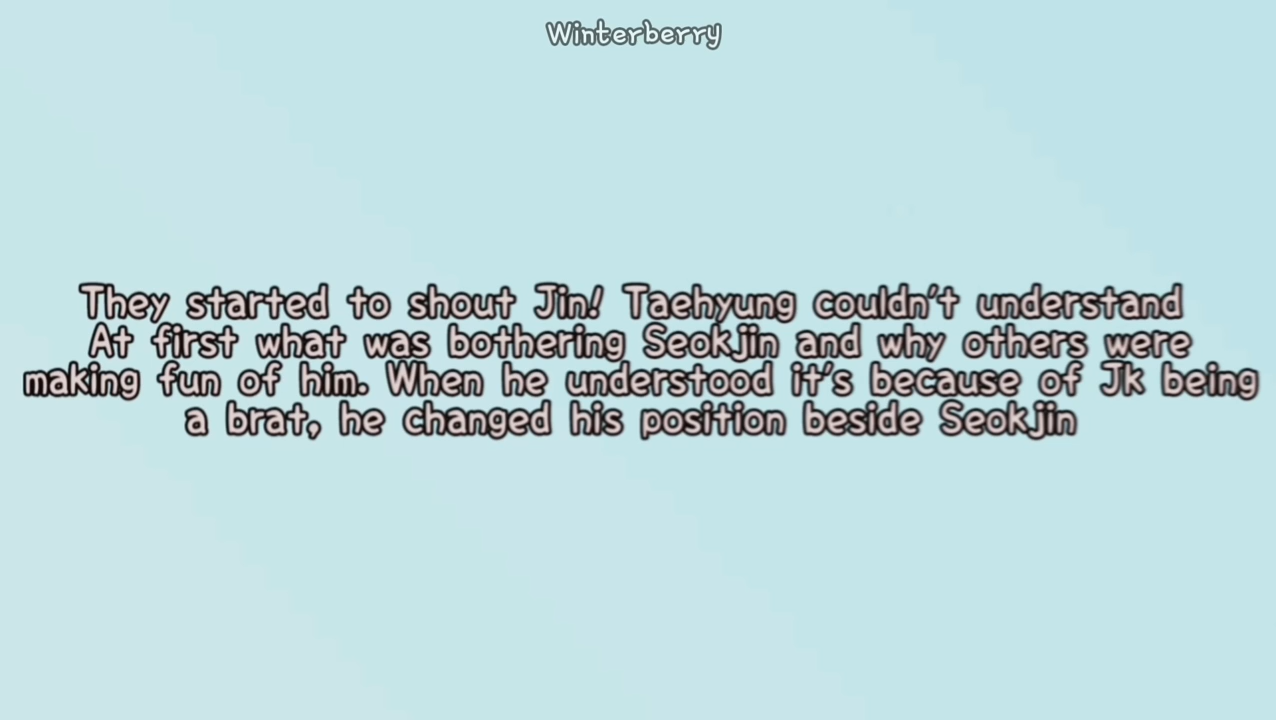 Winterberry
They started to shout Jin! Taehyung couldn't understand
At first what was bothering Seokjin and why others were
making fun of him. When he understood it's because of Jk being
a brat, he changed his position beside Seokjin